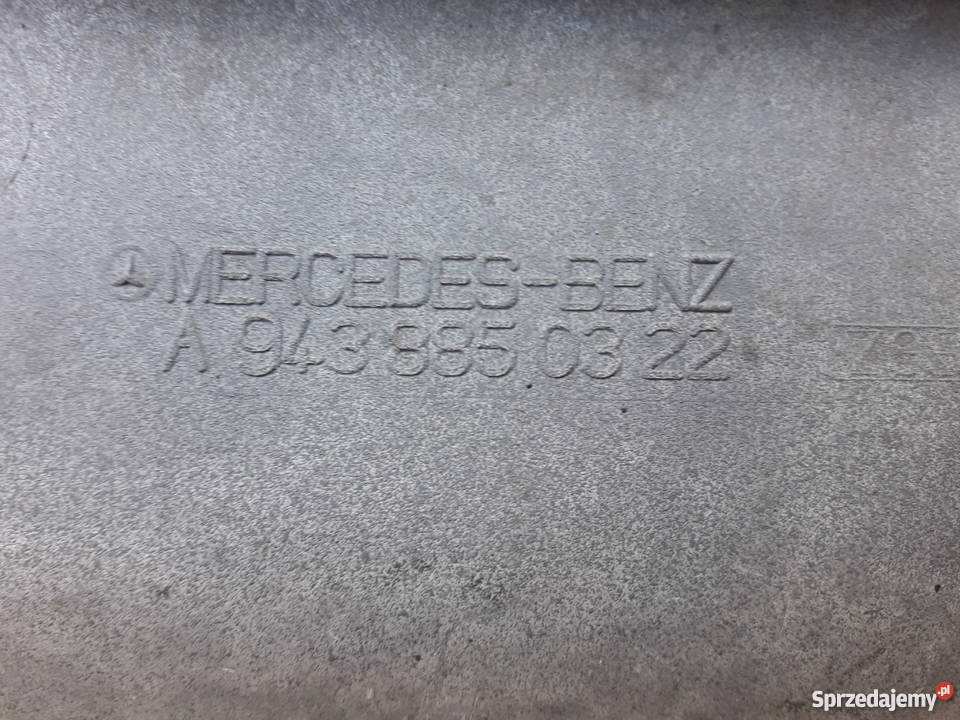 MERCEDES-BENZ
A 943 885 03 22
Sprzedajemy.pl